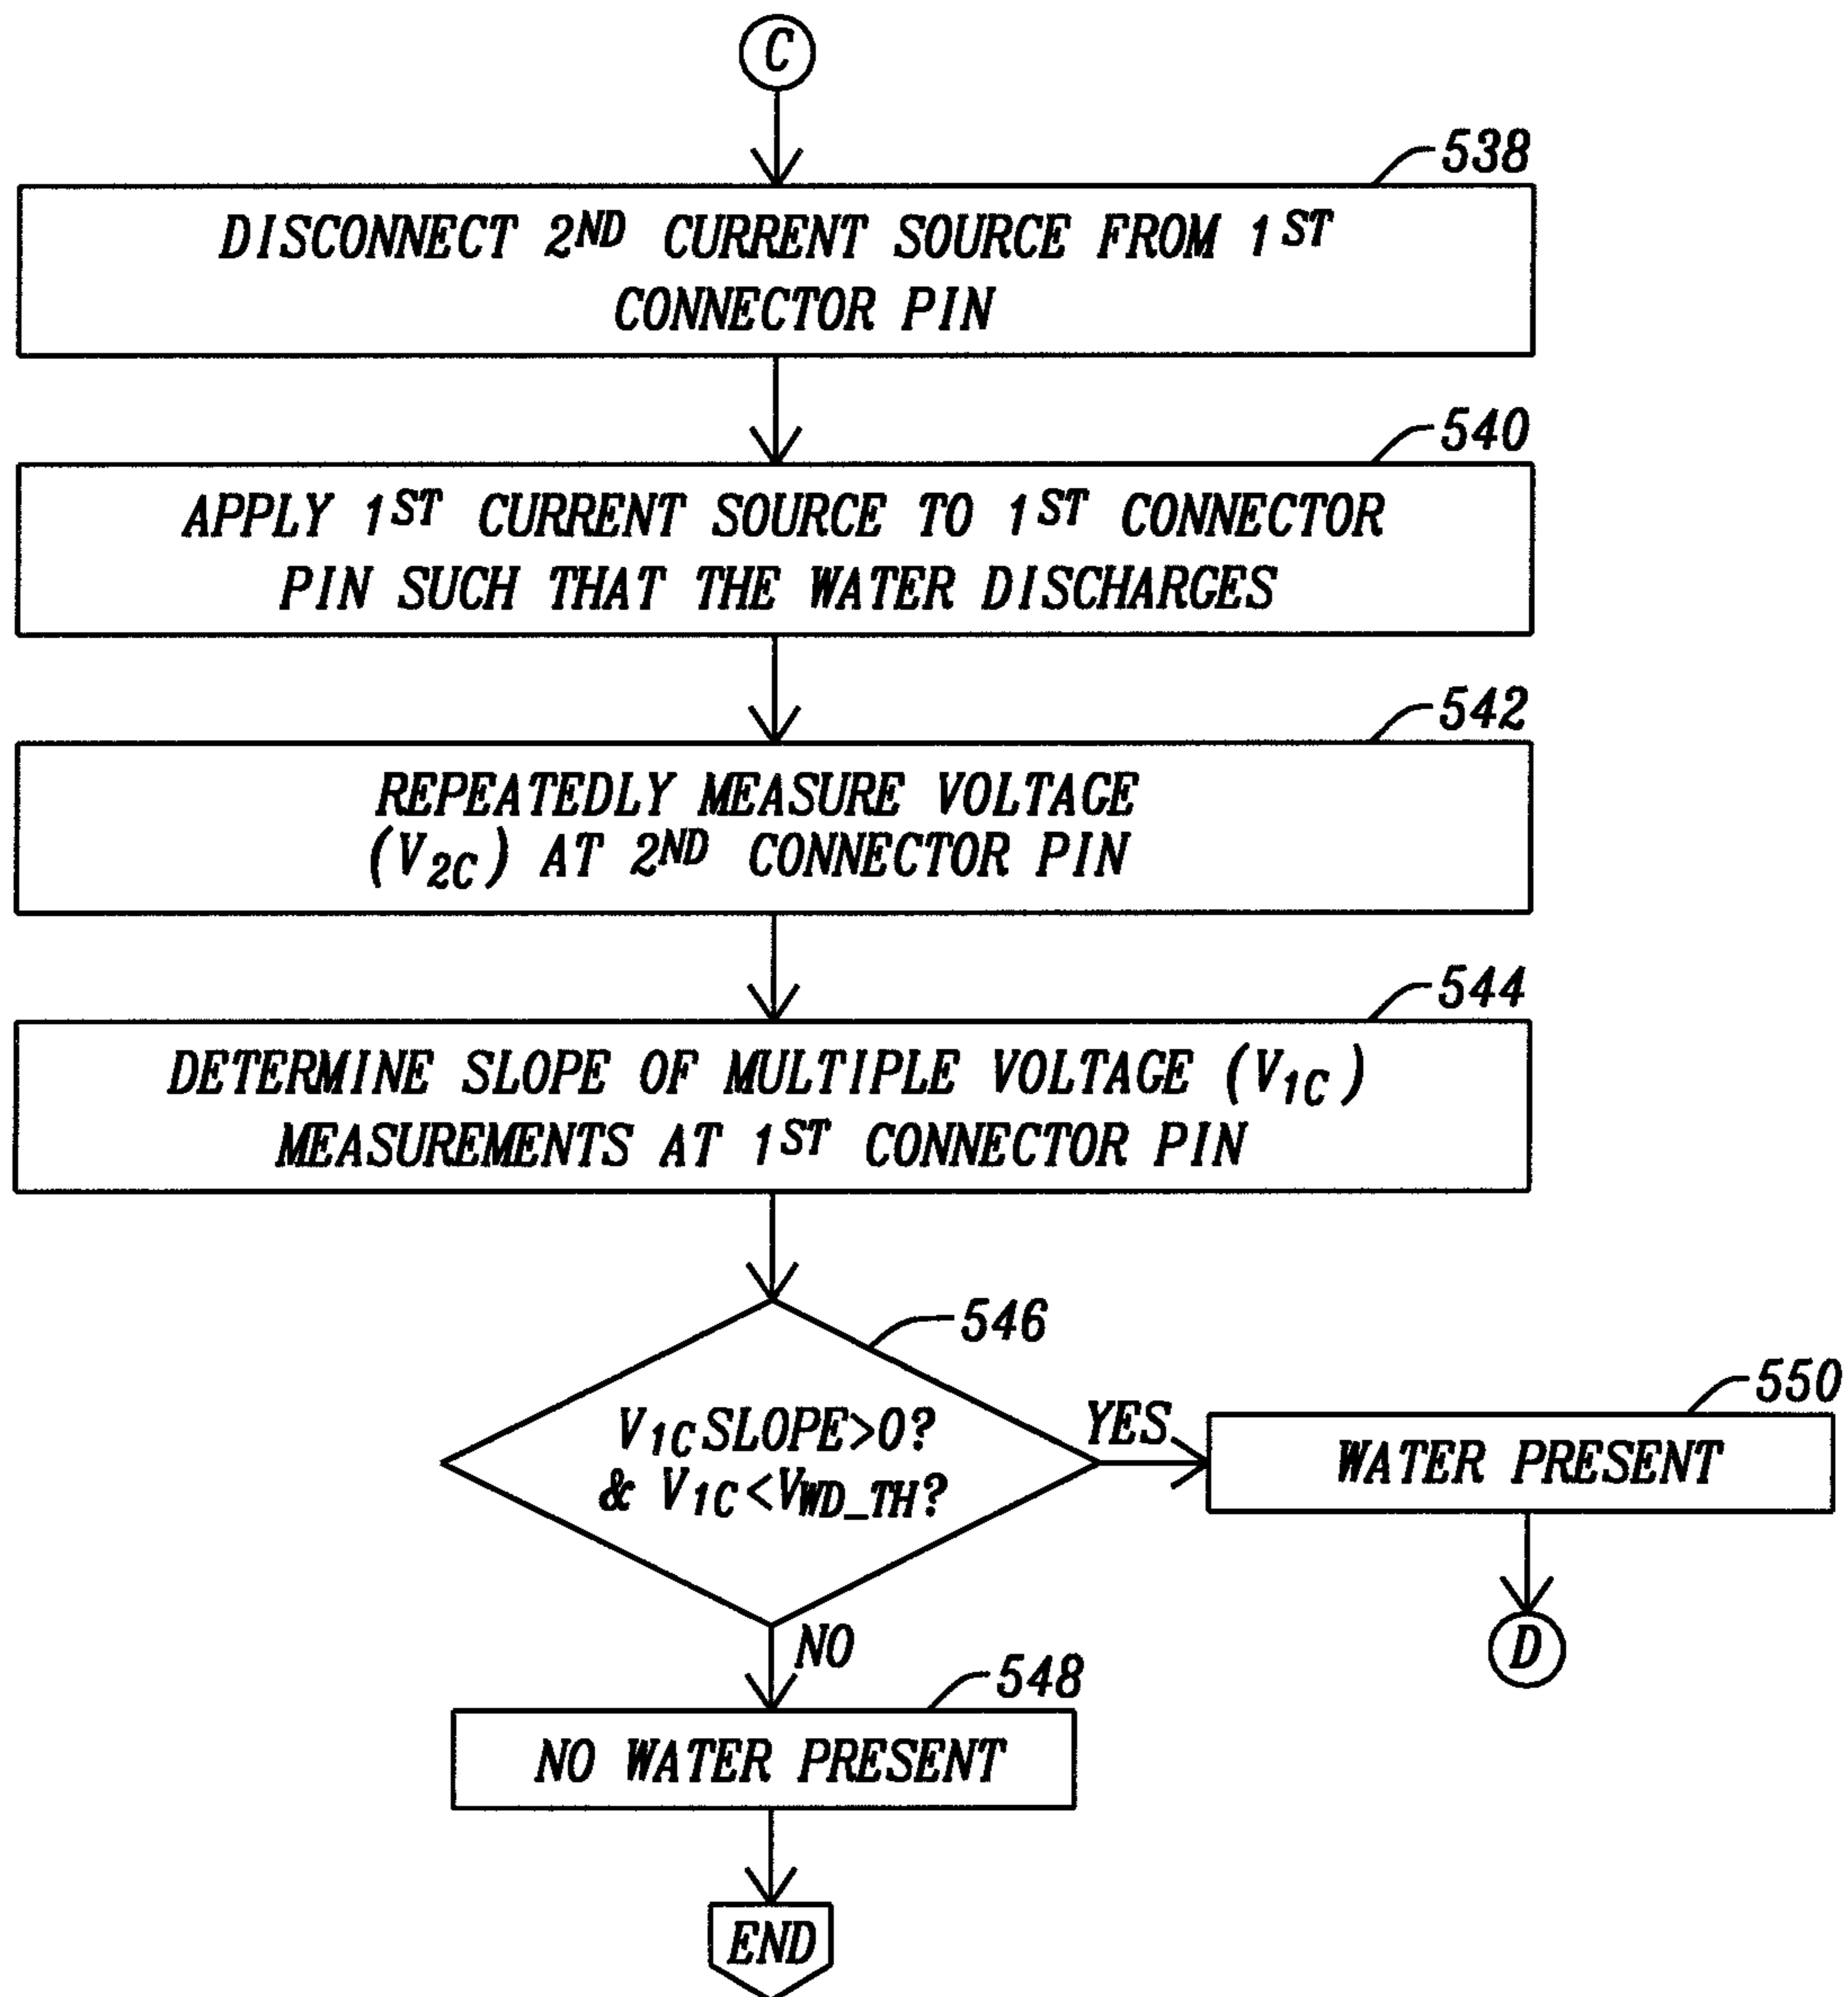 C
538
DISCONNECT 2ND CURRENT SOURCE FROM 1ST
CONNECTOR PIN
540
APPLY 1ST CURRENT SOURCE TO 1ST CONNECTOR
PIN SUCH THAT THE WATER DISCHARGES
542
REPEATEDLY MEASURE VOLTAGE
(V2C) AT 2ND CONNECTOR PIN
544
DETERMINE SLOPE OF MULTIPLE VOLTAGE (V1C)
MEASUREMENTS AT 1ST CONNECTOR PIN
546
V1C SLOPE>0?
& V1C<VWD_TH?
YES
550
WATER PRESENT
D
NO
548
NO WATER PRESENT
END